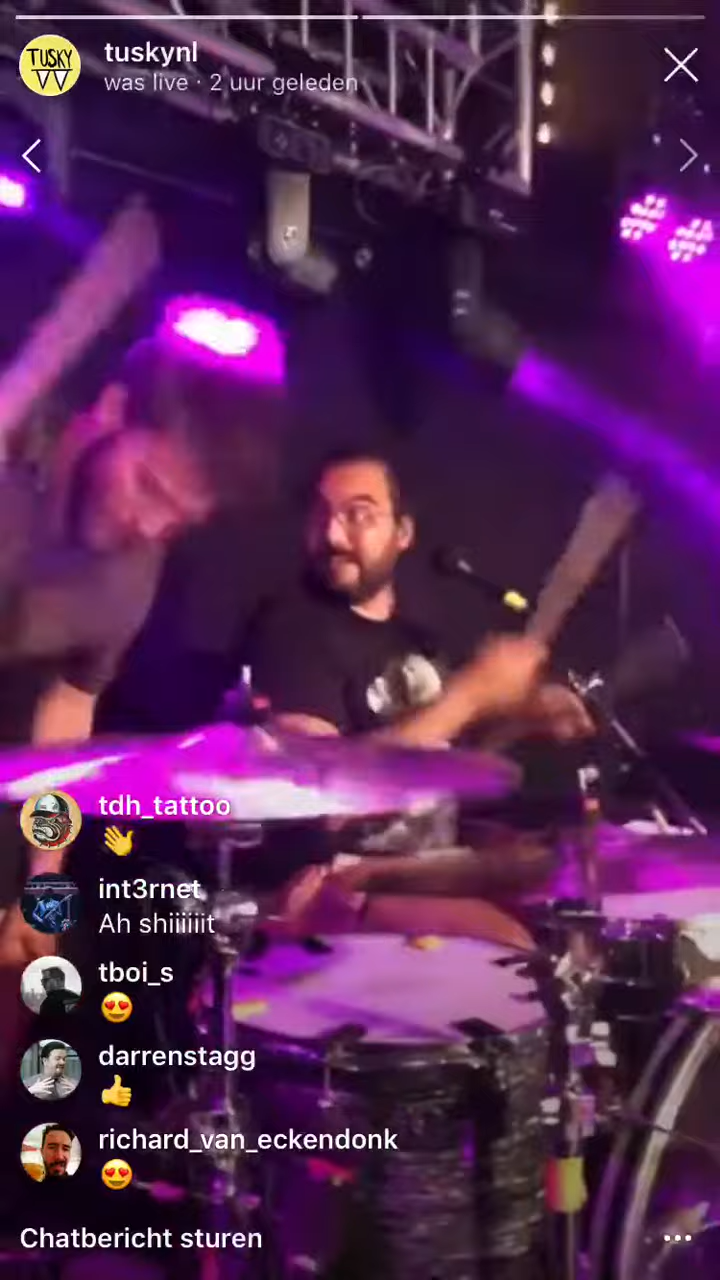 TUSKY
tuskynl
was live · 2 uur geleden
tdh_tattoo
👋
int3rnet
Ah shiiiiiit
tboi_s
😍
darrenstagg
👍
richard_van_eckendonk
😍
Chatbericht sturen